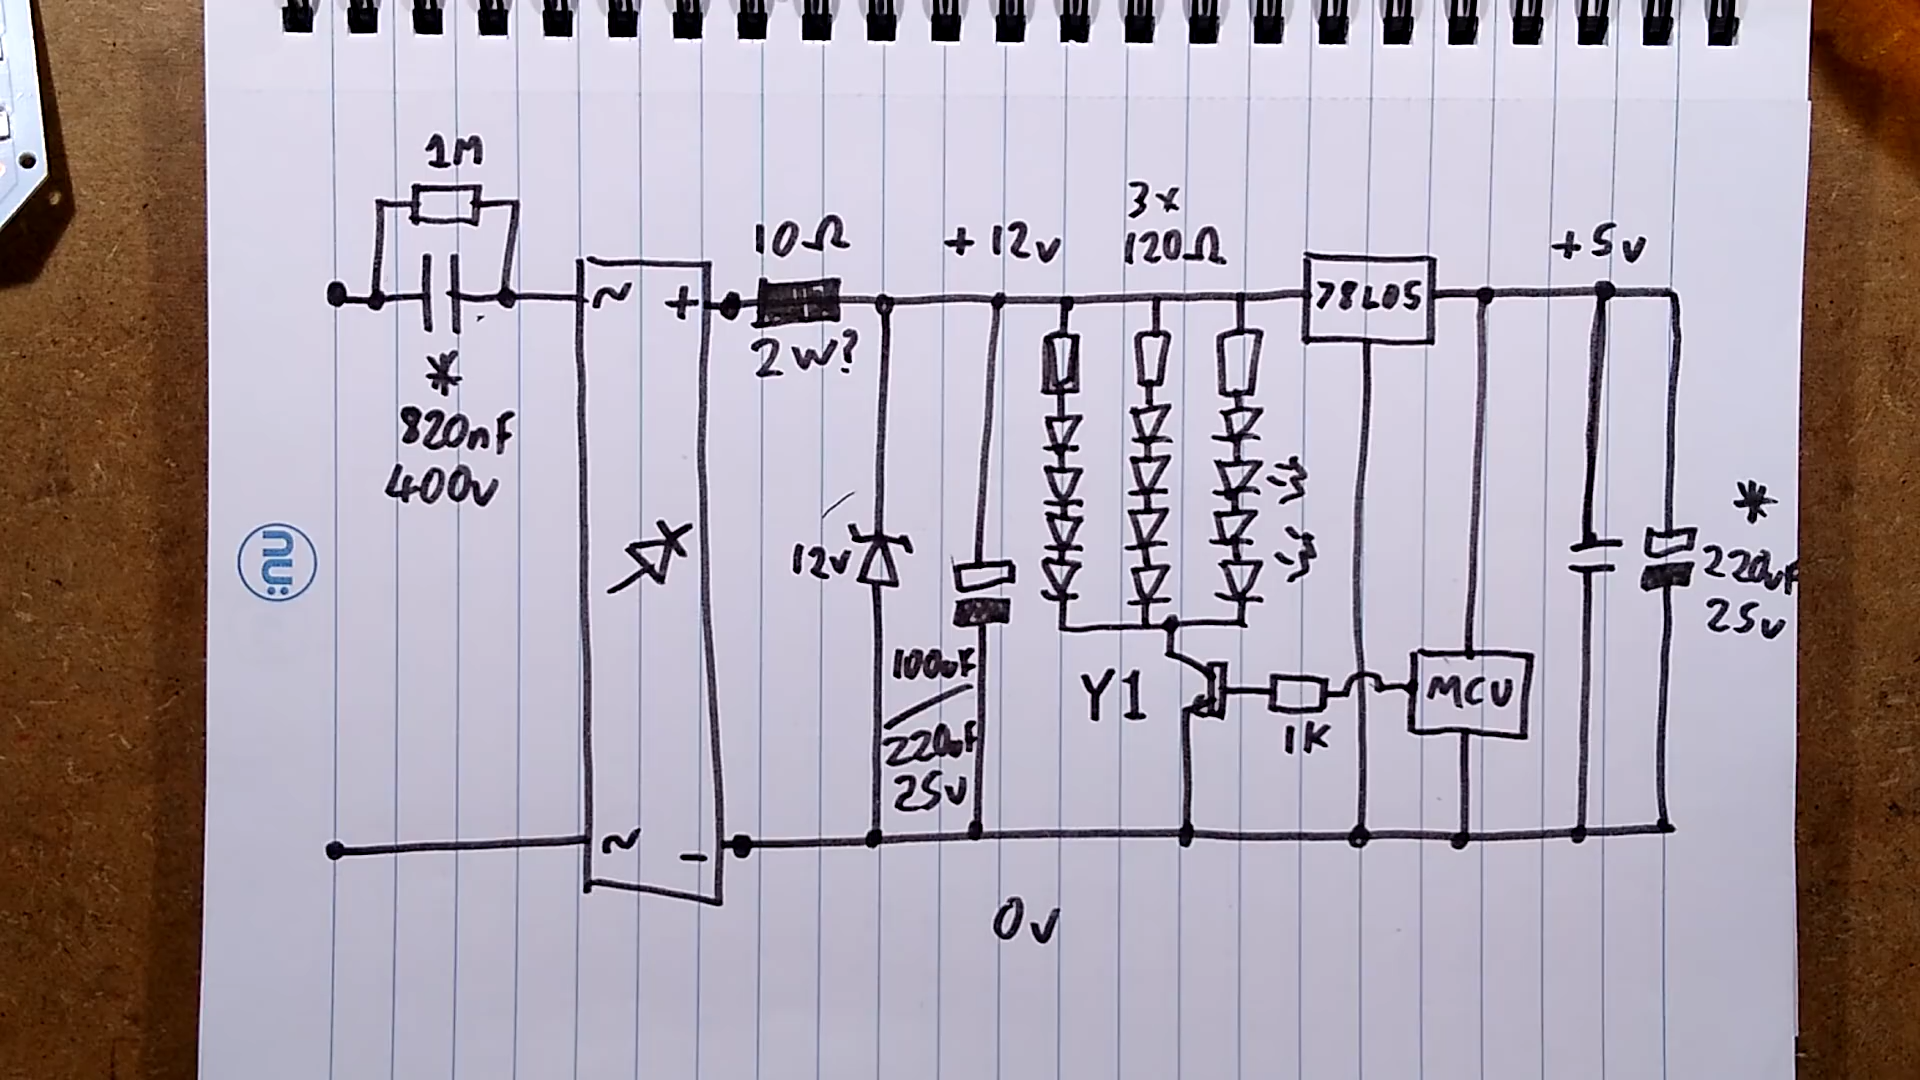 1M
*
820nF
400v
~
+
~
-
10Ω
2W?
+12v
12v
100uF
220uF
25v
3x
120Ω
78L05
+5v
Y1
1K
MCU
*
220uF
25v
0v
nu